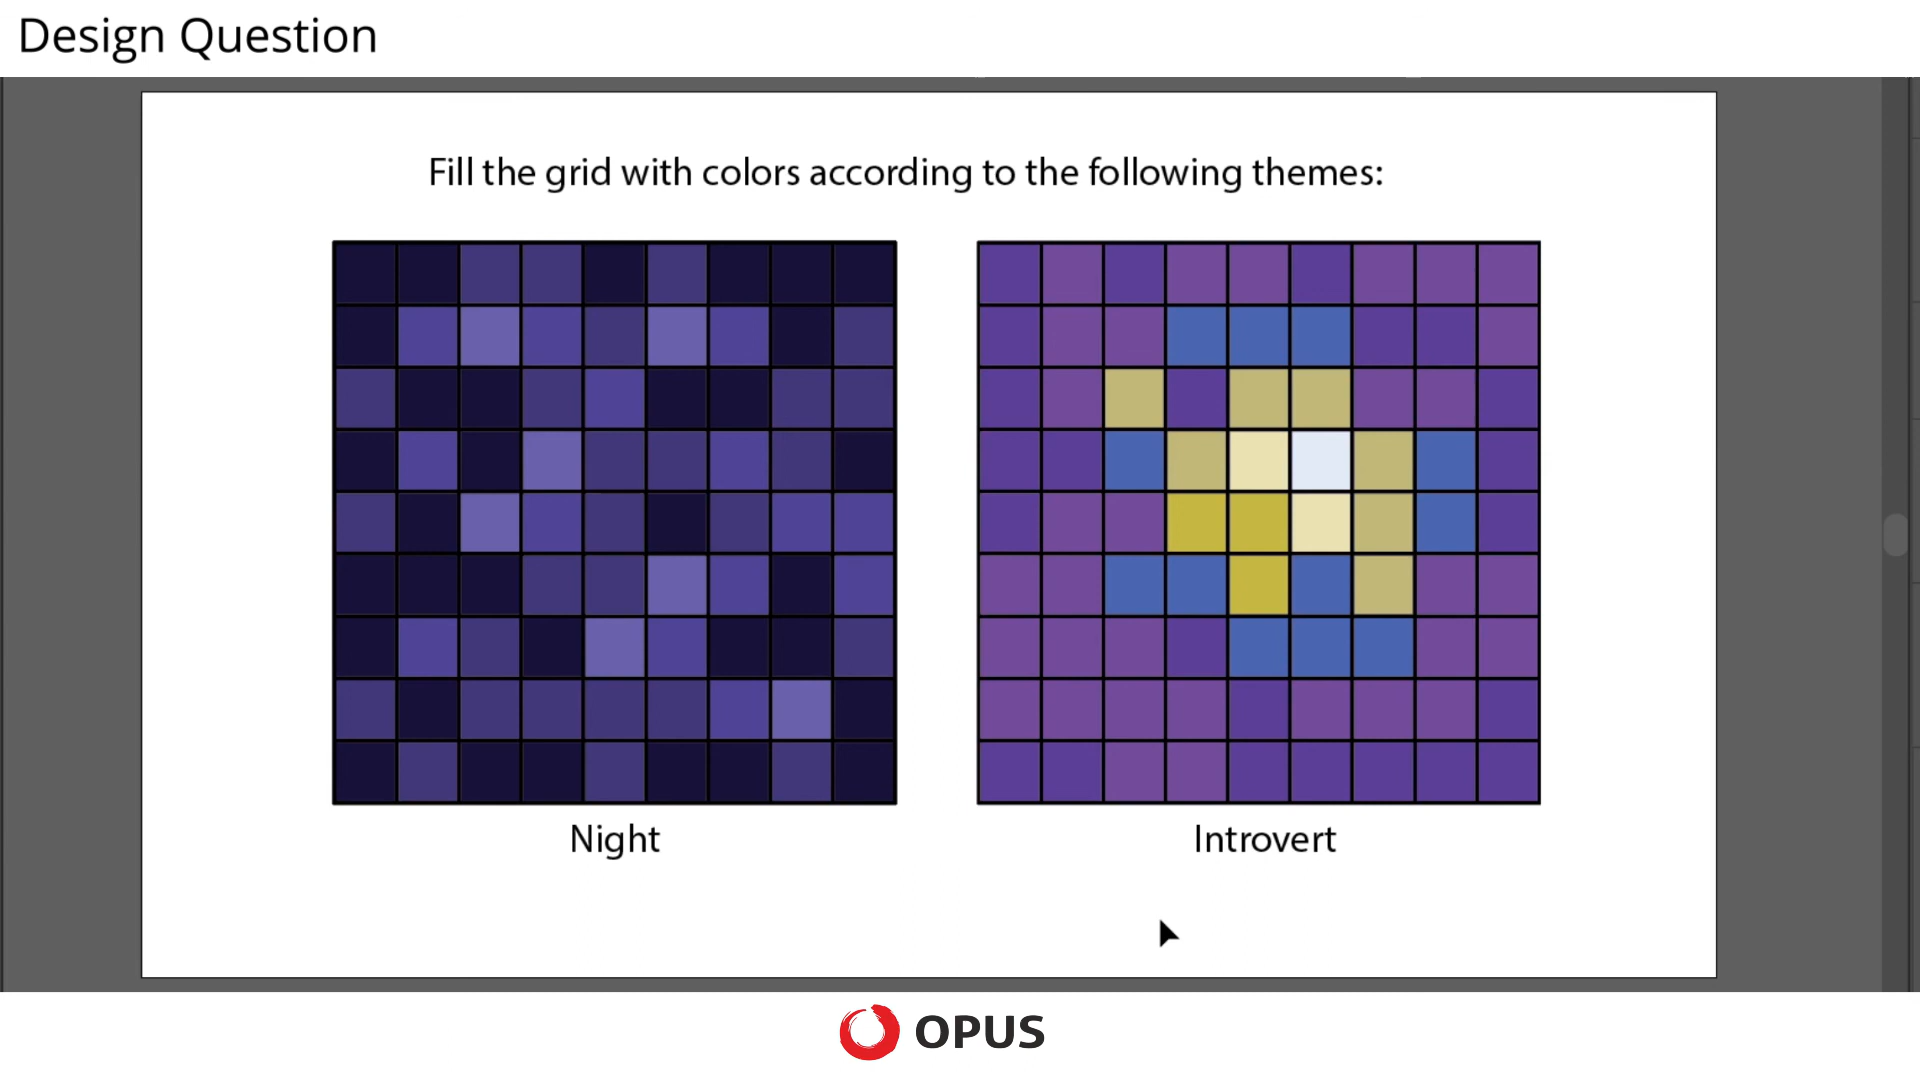 Design Question
Fill the grid with colors according to the following themes:
Night
Introvert
OPUS